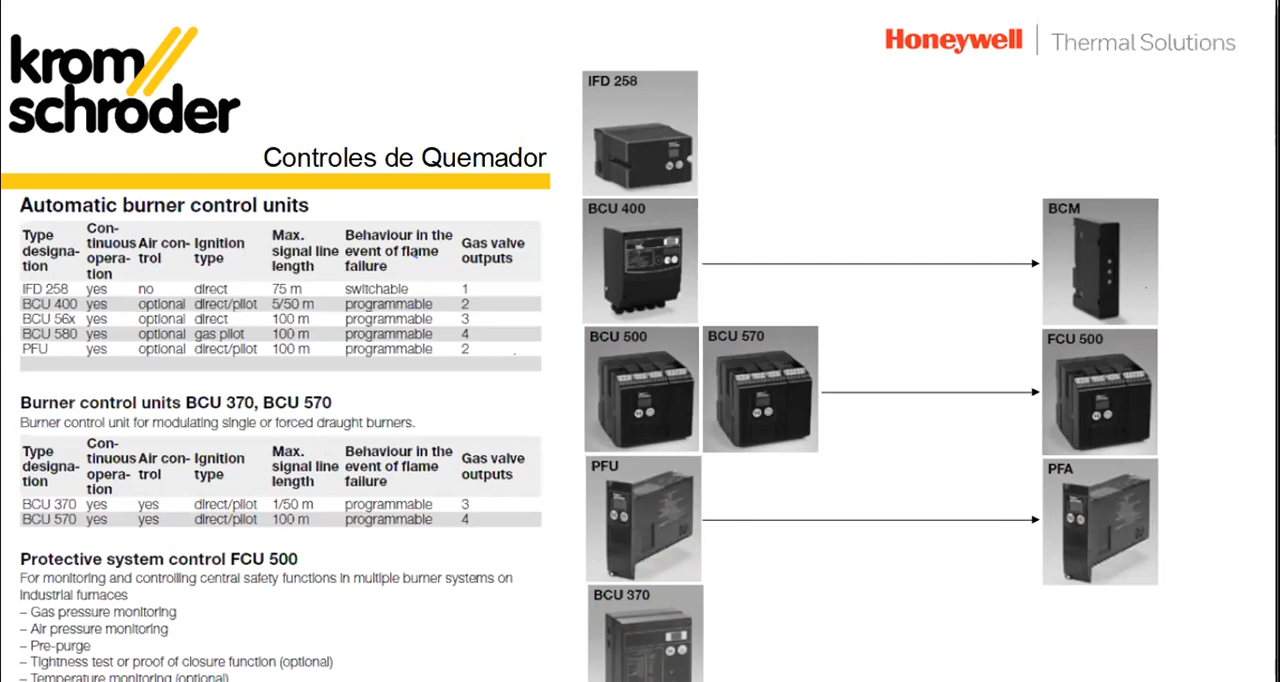 krom
schröder
Honeywell | Thermal Solutions
Controles de Quemador
Automatic burner control units
Type designa-tion Con-tinuous opera-tion Air con-trol Ignition type Max. signal line length Behaviour in the event of flame failure Gas valve outputs
IFD 258 yes no direct 75 m switchable 1
BCU 400 yes optional direct/pilot 5/50 m programmable 2
BCU 56x yes optional direct 100 m programmable 3
BCU 580 yes optional gas pilot 100 m programmable 4
PFU yes optional direct/pilot 100 m programmable 2
Burner control units BCU 370, BCU 570
Burner control unit for modulating single or forced draught burners.
Type designa-tion Con-tinuous opera-tion Air con-trol Ignition type Max. signal line length Behaviour in the event of flame failure Gas valve outputs
BCU 370 yes yes direct/pilot 1/50 m programmable 3
BCU 570 yes yes direct/pilot 100 m programmable 4
Protective system control FCU 500
For monitoring and controlling central safety functions in multiple burner systems on
industrial furnaces
– Gas pressure monitoring
– Air pressure monitoring
– Pre-purge
– Tightness test or proof of closure function (optional)
– Temperature monitoring (optional)
IFD 258
BCU 400
BCM
BCU 500
BCU 570
FCU 500
PFU
PFA
BCU 370